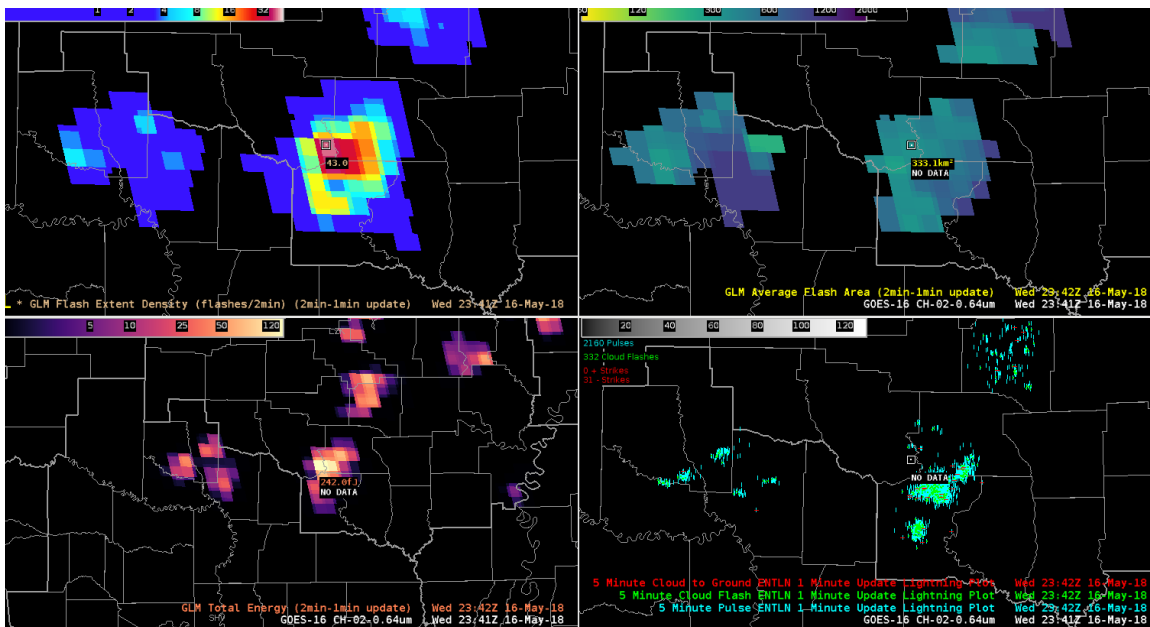 1 2 4 8 16 32
60 120 300 600 1200 2000
43.0
333.1km²
NO DATA
* GLM Flash Extent Density (flashes/2min) (2min-1min update) Wed 23:41Z 16-May-18
GLM Average Flash Area (2min-1min update) Wed 23:42Z 16-May-18
GOES-16 CH-02-0.64um Wed 23:41Z 16-May-18
5 10 25 50 120
20 40 60 80 100 120
2160 Pulses
332 Cloud Flashes
0 + Strikes
31 -Strikes
242.0fJ
NO DATA
NO DATA
GLM Total Energy (2min-1min update) Wed 23:42Z 16-May-18
SH
GOES-16 CH-02-0.64um Wed 23:41Z 16-May-18
5 Minute Cloud to Ground ENTLN 1 Minute Update Lightning Plot Wed 23:42Z 16-May-18
5 Minute Cloud Flash ENTLN 1 Minute Update Lightning Plot Wed 23:42Z 16-May-18
5 Minute Pulse ENTLN 1 Minute Update Lightning Plot Wed 23:42Z 16-May-18
GOES-16 CH-02-0.64um Wed 23:41Z 16-May-18